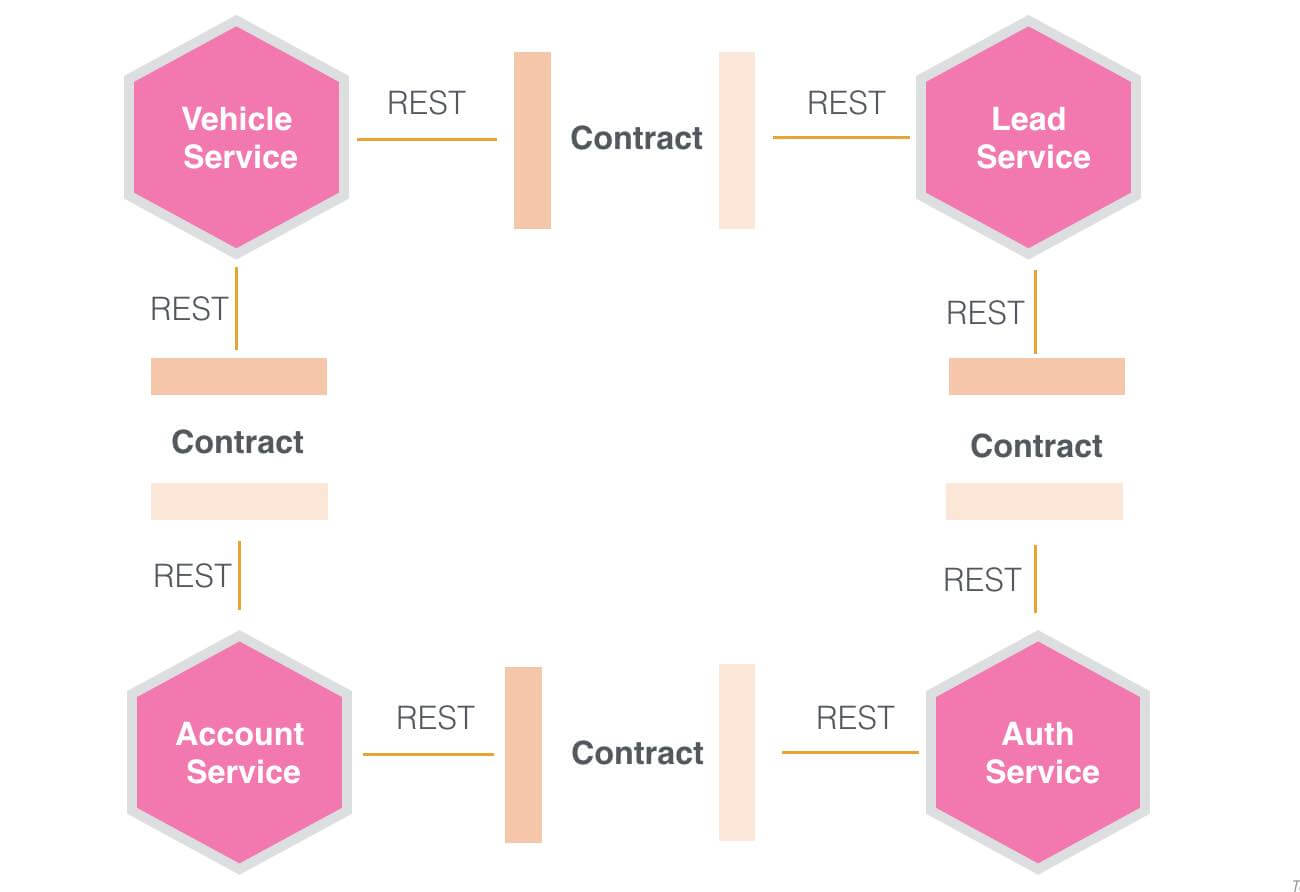 Vehicle
Service
REST
Contract
REST
Lead
Service
REST
REST
Contract
Contract
REST
REST
Account
Service
REST
Contract
REST
Auth
Service